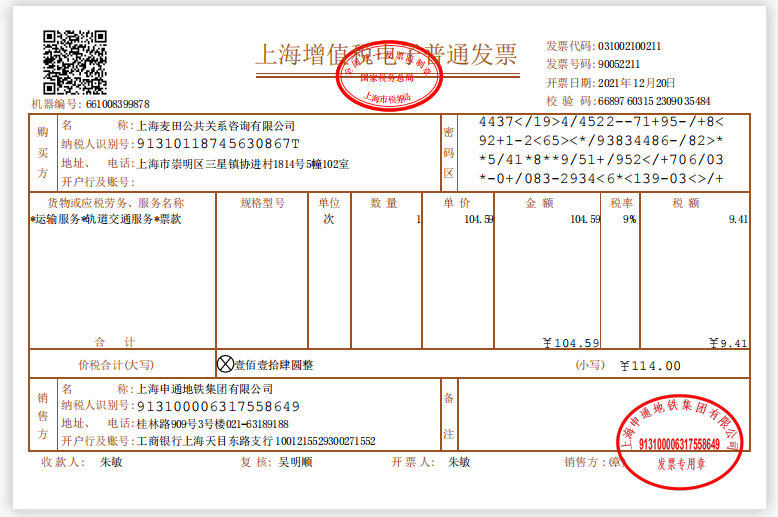 上海增值税电子普通发票
国家税务总局
上海市税务局
发票代码: 031002100211
发票号码: 90052211
开票日期: 2021年12月20日
校 验 码: 66897 60315 23090 35484
机器编号: 661008399878
购买方
名 称: 上海麦田公共关系咨询有限公司
纳税人识别号: 91310118745630867T
地址、 电话: 上海市崇明区三星镇协进村1814号5幢102室
开户行及账号:
密码区
4437</19>4/4522--71+95-/+8<
92+1-2<65><*/93834486-/82>*
*5/41*8**9/51+/952</+706/03
*-0+/083-2934<6*<139-03<>/+
货物或应税劳务、服务名称 规格型号 单位 数 量 单 价 金 额 税率 税 额
*运输服务*轨道交通服务*票款 次 1 104.59 104.59 9% 9.41
合 计 ￥104.59 ￥9.41
价税合计(大写) ⊗壹佰壹拾肆圆整 (小写) ￥114.00
销售方
名 称: 上海申通地铁集团有限公司
纳税人识别号: 913100006317558649
地址、 电话: 桂林路909号3号楼021-63189188
开户行及账号: 工商银行上海天目东路支行1001215529300271552
备注
收 款 人: 朱敏 复 核: 吴明顺 开 票 人: 朱敏 销售方:(章)
上海申通地铁集团有限公司
913100006317558649
发票专用章